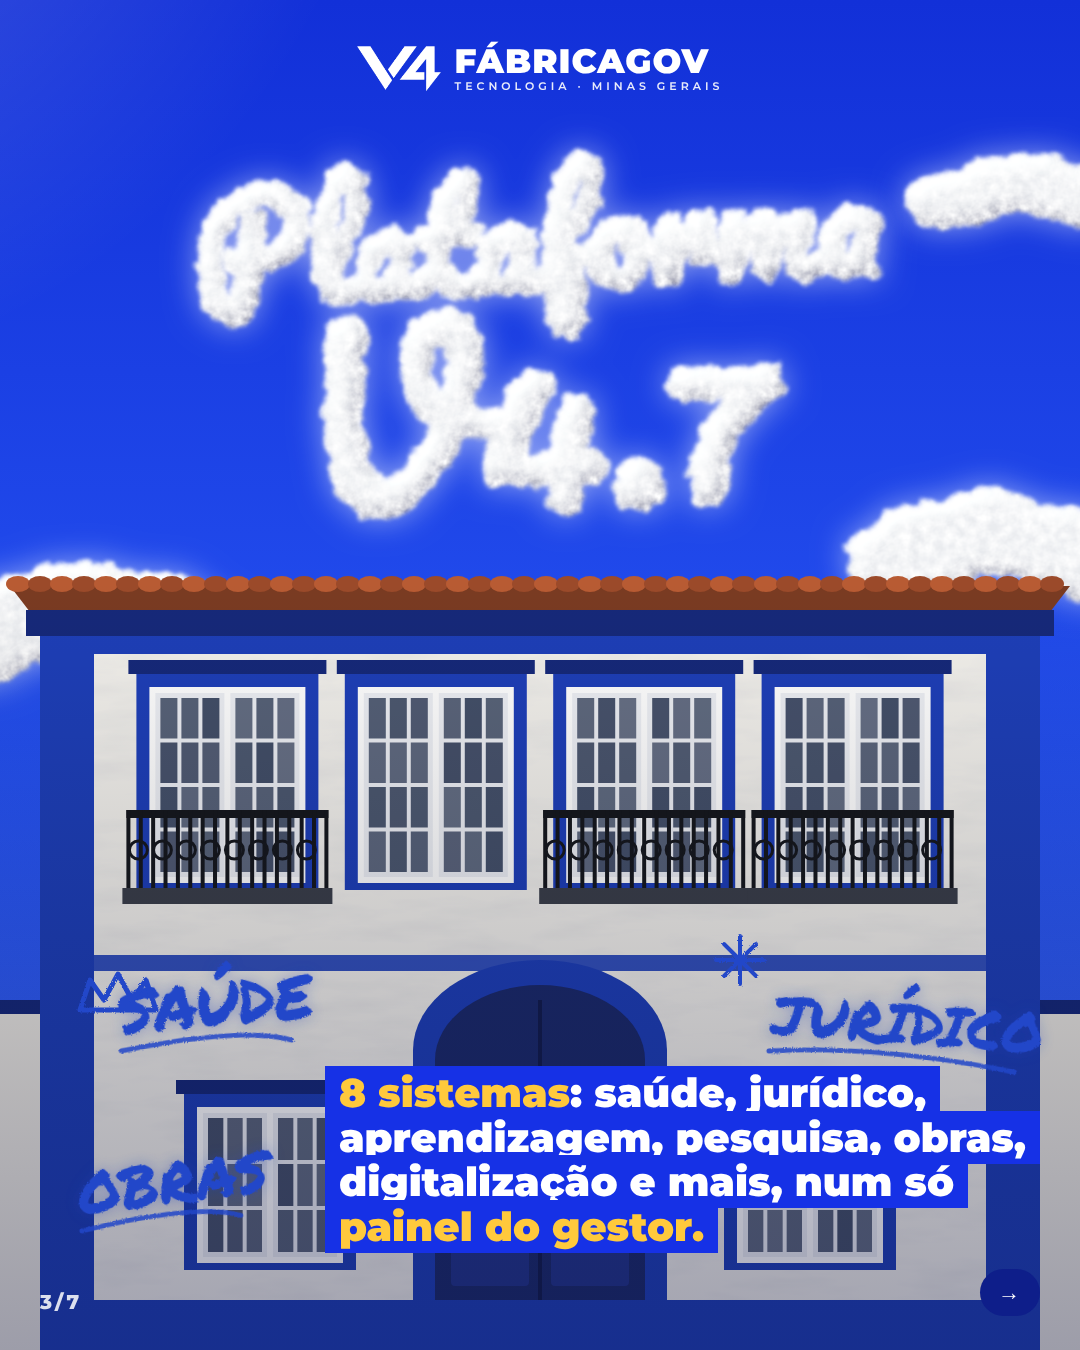 V4 FÁBRICAGOV
TECNOLOGIA · MINAS GERAIS
Plataforma
V4.7
SAÚDE
JURÍDICO
8 sistemas: saúde, jurídico,
aprendizagem, pesquisa, obras,
digitalização e mais, num só
painel do gestor.
OBRAS
3/7
→